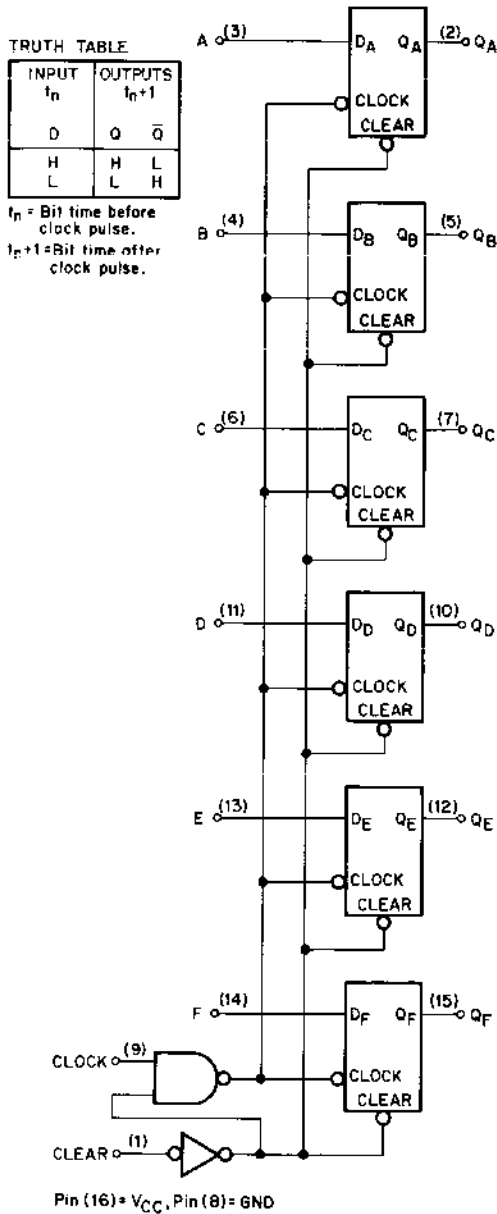 TRUTH TABLE
INPUT OUTPUTS
tn tn+1
D Q Q̅
H H L
L L H
tn = Bit time before
clock pulse.
tn+1=Bit time after
clock pulse.
A (3) DA QA (2) QA
CLOCK
CLEAR
B (4) DB QB (5) QB
CLOCK
CLEAR
C (6) DC QC (7) QC
CLOCK
CLEAR
D (11) DD QD (10) QD
CLOCK
CLEAR
E (13) DE QE (12) QE
CLOCK
CLEAR
F (14) DF QF (15) QF
CLOCK (9) CLOCK
CLEAR
CLEAR (1)
Pin (16) = VCC, Pin (8) = GND